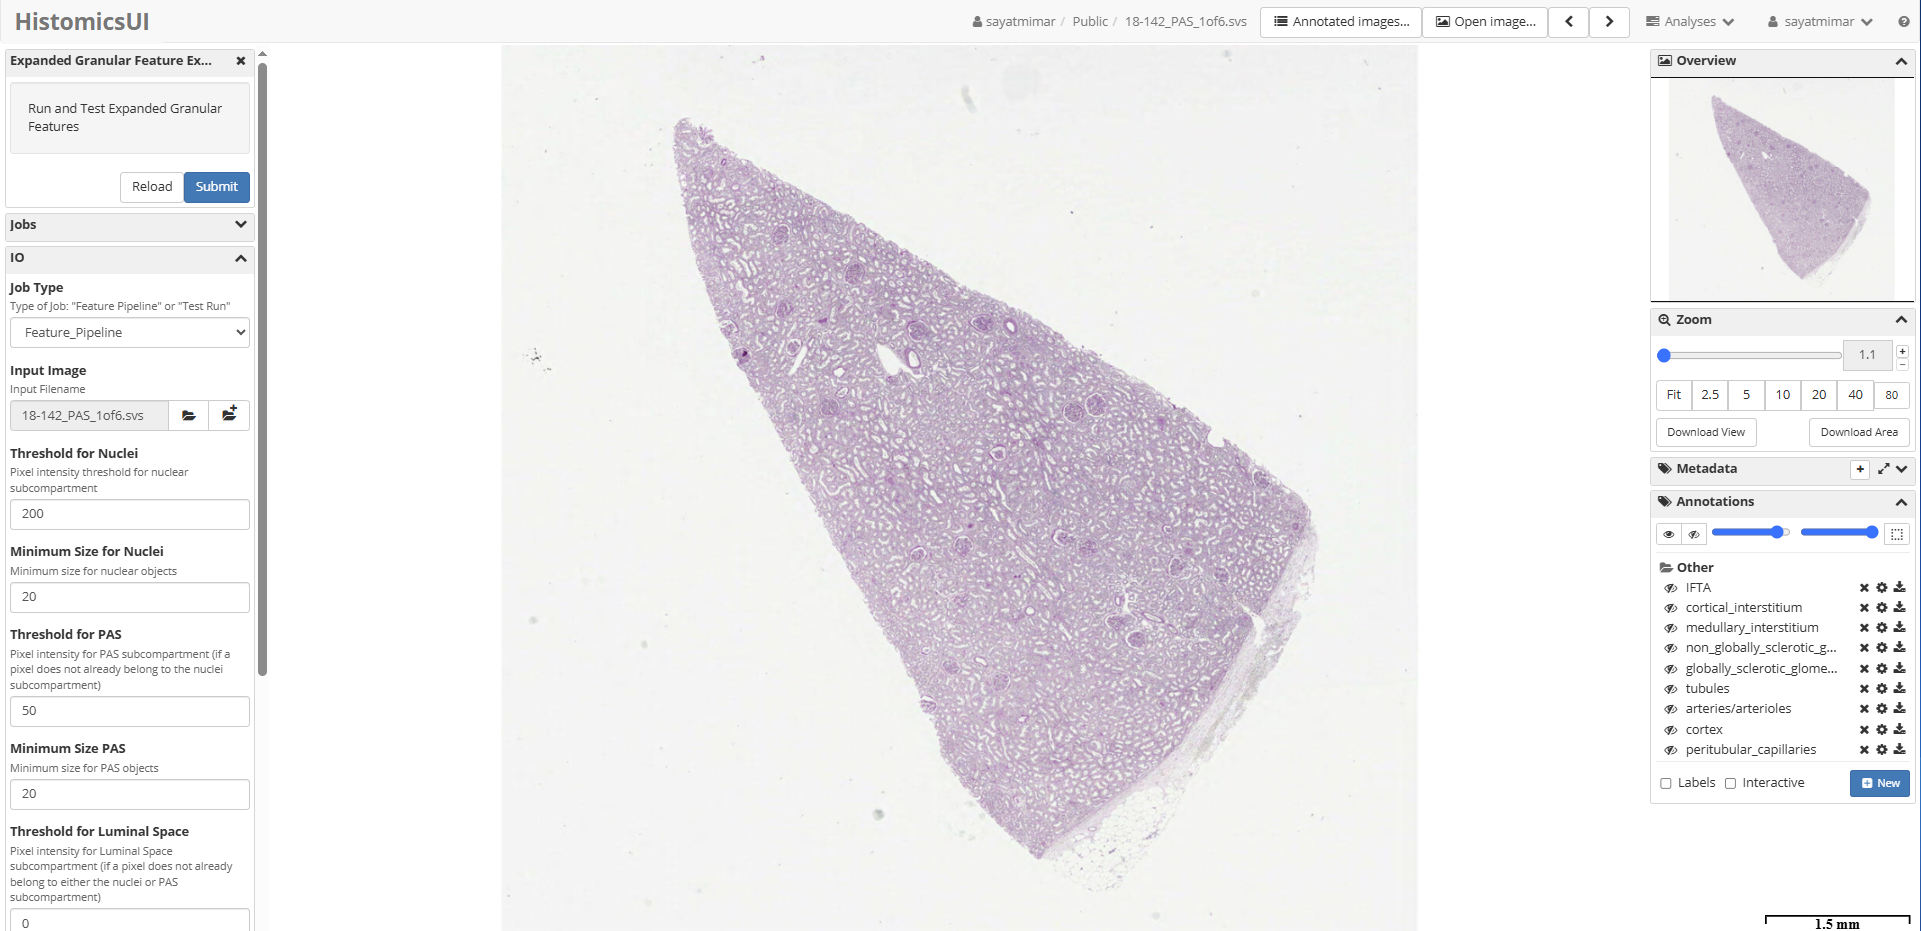 HistomicsUI
sayatmimar / Public / 18-142_PAS_1of6.svs
Annotated images...
Open image...
Analyses
sayatmimar
Expanded Granular Feature Ex...
Run and Test Expanded Granular
Features
Reload
Submit
Jobs
IO
Job Type
Type of Job: "Feature Pipeline" or "Test Run"
Feature_Pipeline
Input Image
Input Filename
18-142_PAS_1of6.svs
Threshold for Nuclei
Pixel intensity threshold for nuclear
subcompartment
200
Minimum Size for Nuclei
Minimum size for nuclear objects
20
Threshold for PAS
Pixel intensity for PAS subcompartment (if a
pixel does not already belong to the nuclei
subcompartment)
50
Minimum Size PAS
Minimum size for PAS objects
20
Threshold for Luminal Space
Pixel intensity for Luminal Space
subcompartment (if a pixel does not already
belong to either the nuclei or PAS
subcompartment)
0
Overview
Zoom
1.1
Fit 2.5 5 10 20 40 80
Download View
Download Area
Metadata
Annotations
Other
IFTA
cortical_interstitium
medullary_interstitium
non_globally_sclerotic_g...
globally_sclerotic_glome...
tubules
arteries/arterioles
cortex
peritubular_capillaries
Labels
Interactive
New
1.5 mm